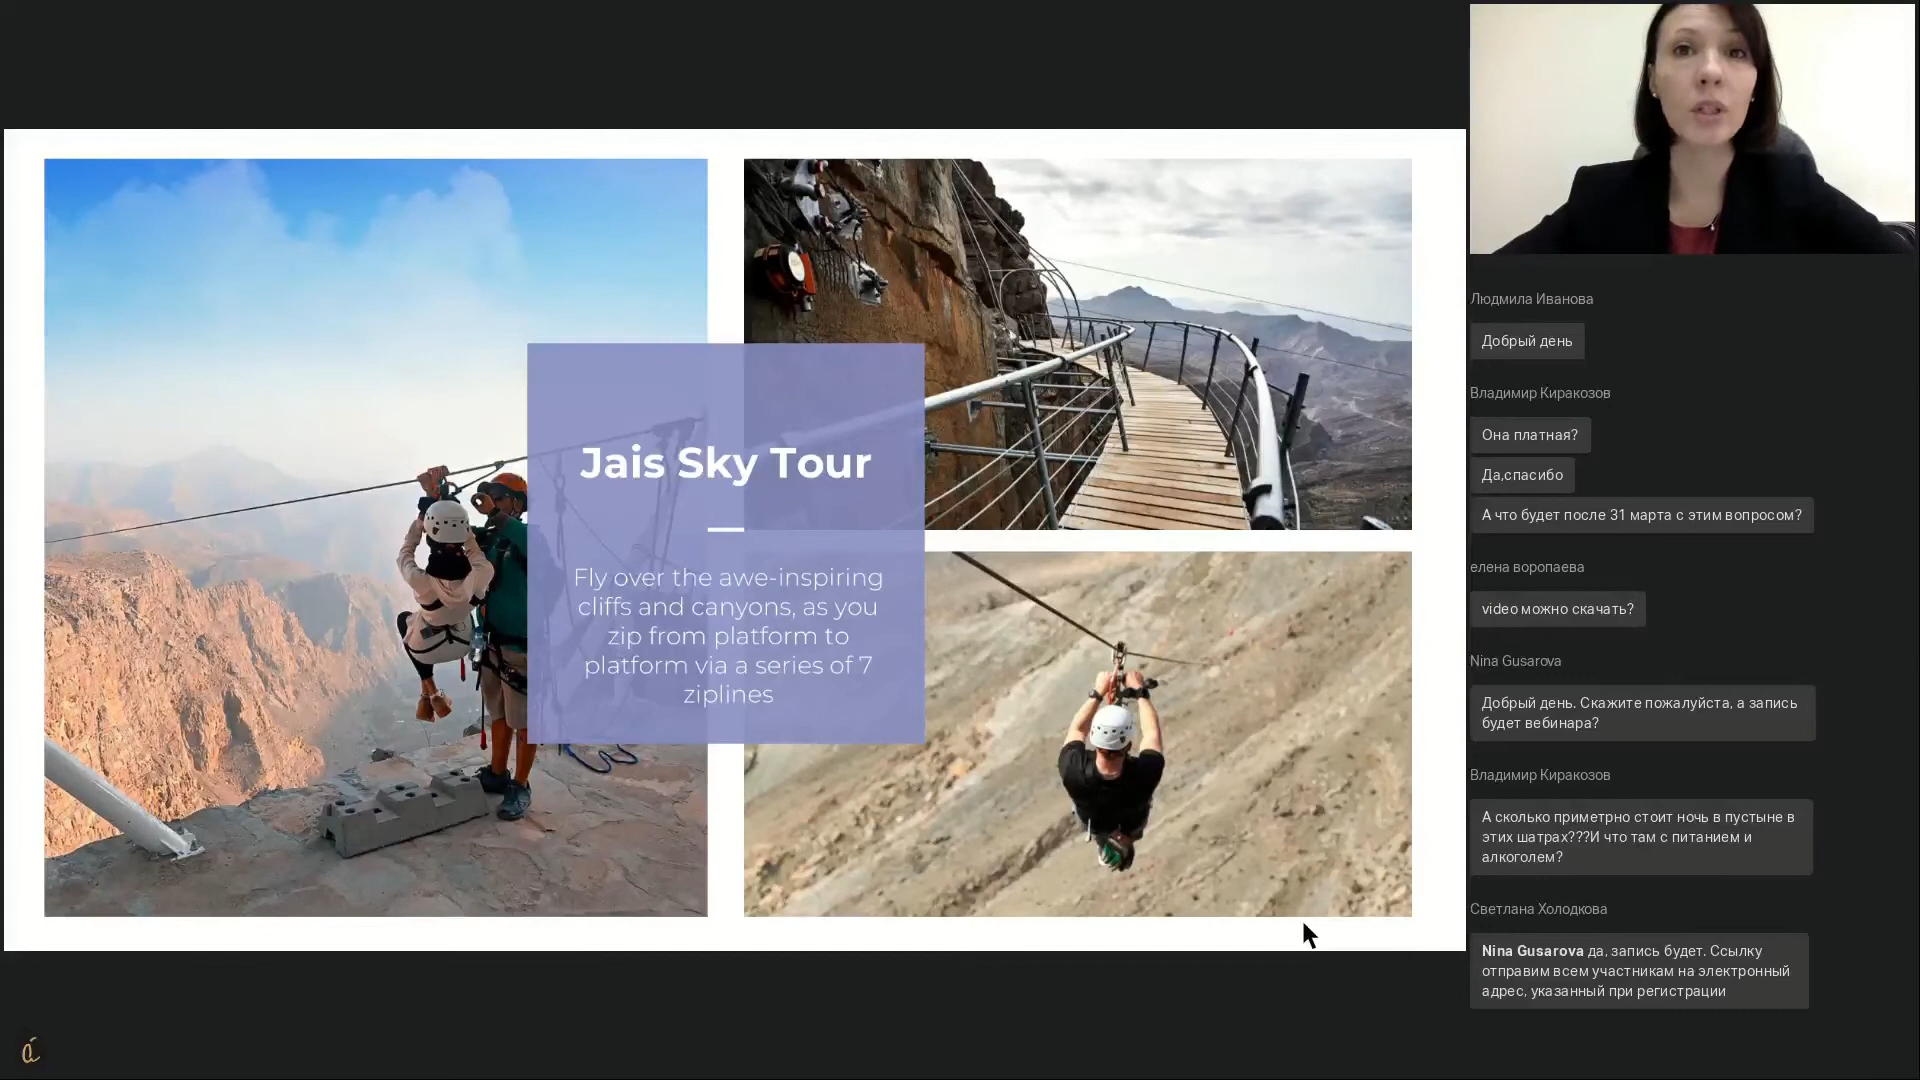 Jais Sky Tour
Fly over the awe-inspiring
cliffs and canyons, as you
zip from platform to
platform via a series of 7
ziplines
Людмила Иванова
Добрый день
Владимир Киракозов
Она платная?
Да,спасибо
А что будет после 31 марта с этим вопросом?
елена воропаева
video можно скачать?
Nina Gusarova
Добрый день. Скажите пожалуйста, а запись
будет вебинара?
Владимир Киракозов
А сколько приметрно стоит ночь в пустыне в
этих шатрах???И что там с питанием и
алкоголем?
Светлана Холодкова
Nina Gusarova да, запись будет. Ссылку
отправим всем участникам на электронный
адрес, указанный при регистрации